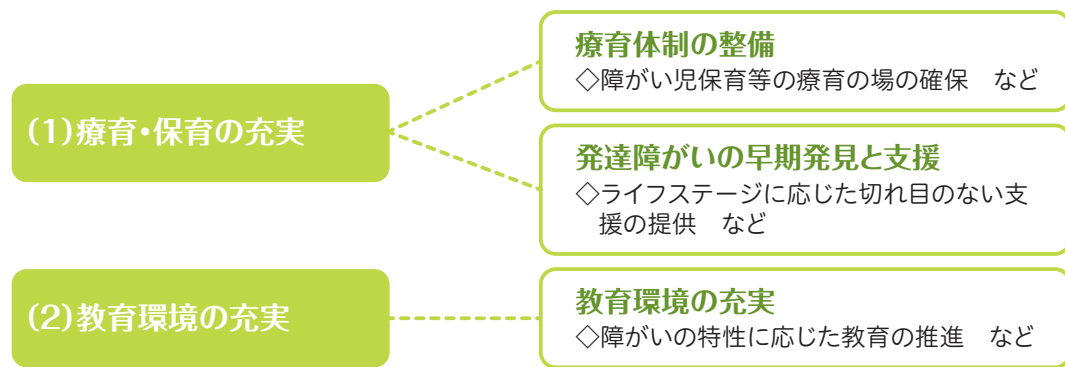 (1)療育・保育の充実
療育体制の整備
◇障がい児保育等の療育の場の確保　など
発達障がいの早期発見と支援
◇ライフステージに応じた切れ目のない支
援の提供　など
(2)教育環境の充実
教育環境の充実
◇障がいの特性に応じた教育の推進　など